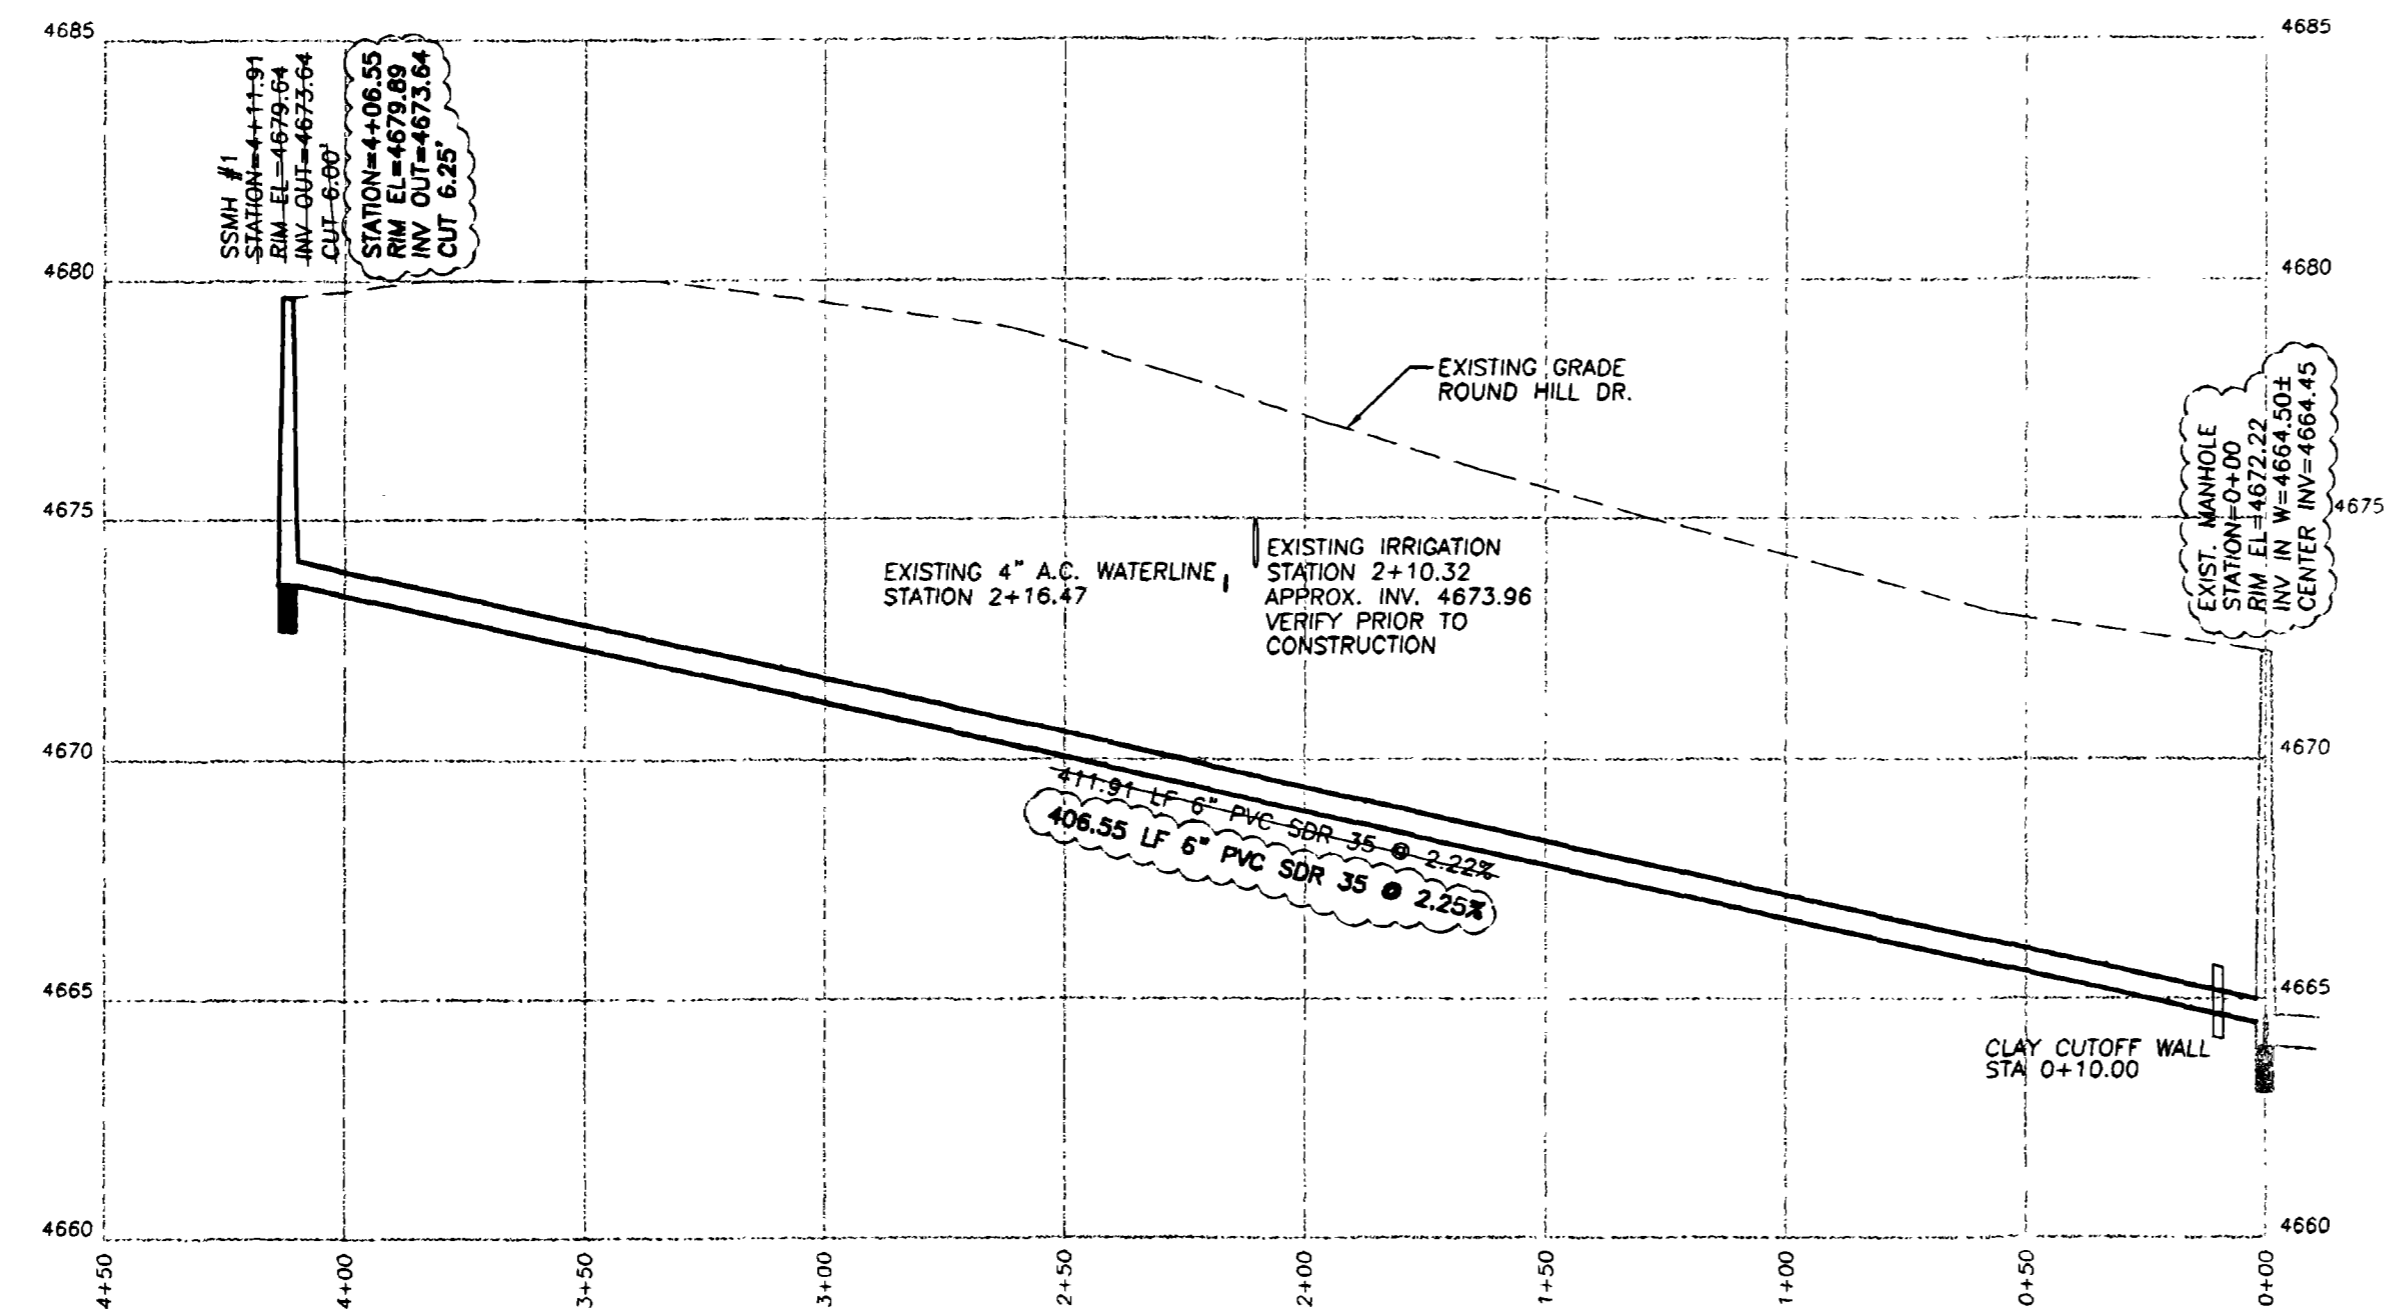 4685
4685
SSMH #1
STATION=4+11.91
RIM EL=4679.64
INV OUT=4673.64
CUT 6.00'
STATION=4+06.55
RIM EL=4679.89
INV OUT=4673.64
CUT 6.25'
4680
4680
EXISTING GRADE
ROUND HILL DR.
EXIST. MANHOLE
STATION=0+00
RIM EL=4672.22
INV IN W=4664.50±
CENTER INV=4664.45
4675
4675
EXISTING 4" A.C. WATERLINE
STATION 2+16.47
EXISTING IRRIGATION
STATION 2+10.32
APPROX. INV. 4673.96
VERIFY PRIOR TO
CONSTRUCTION
4670
4670
411.91 LF 6" PVC SDR 35 @ 2.22%
406.55 LF 6" PVC SDR 35 @ 2.25%
4665
4665
CLAY CUTOFF WALL
STA 0+10.00
4660
4660
4+50
4+00
3+50
3+00
2+50
2+00
1+50
1+00
0+50
0+00